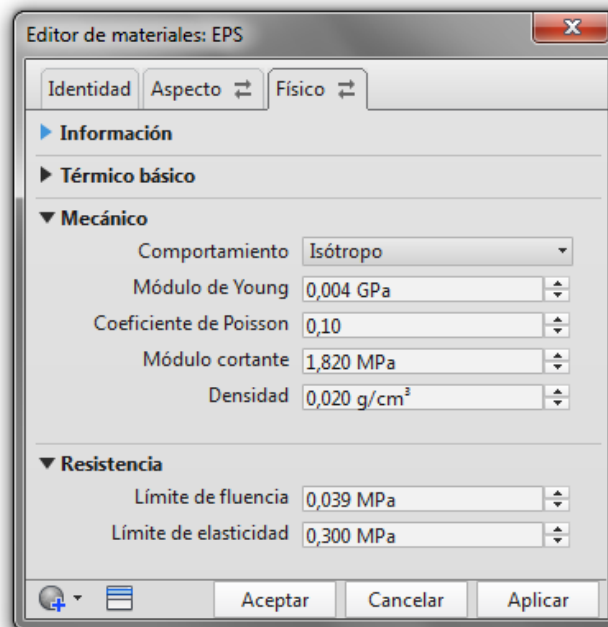 Editor de materiales: EPS
Identidad Aspecto Físico
Información
Térmico básico
Mecánico
Comportamiento Isótropo
Módulo de Young 0,004 GPa
Coeficiente de Poisson 0,10
Módulo cortante 1,820 MPa
Densidad 0,020 g/cm³
Resistencia
Límite de fluencia 0,039 MPa
Límite de elasticidad 0,300 MPa
Aceptar Cancelar Aplicar